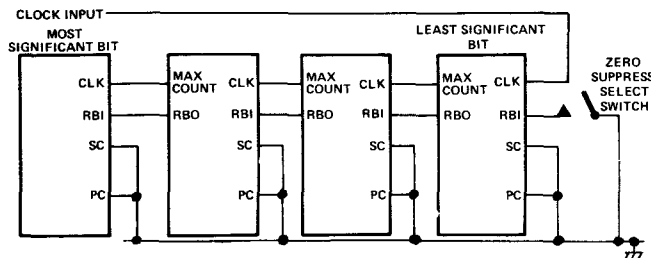 CLOCK INPUT
MOST
SIGNIFICANT BIT
LEAST SIGNIFICANT
BIT
ZERO
SUPPRESS
SELECT
SWITCH
CLK
RBI
SC
PC
MAX
COUNT
RBO
CLK
RBI
SC
PC
MAX
COUNT
RBO
CLK
RBI
SC
PC
MAX
COUNT
RBO
CLK
RBI
SC
PC